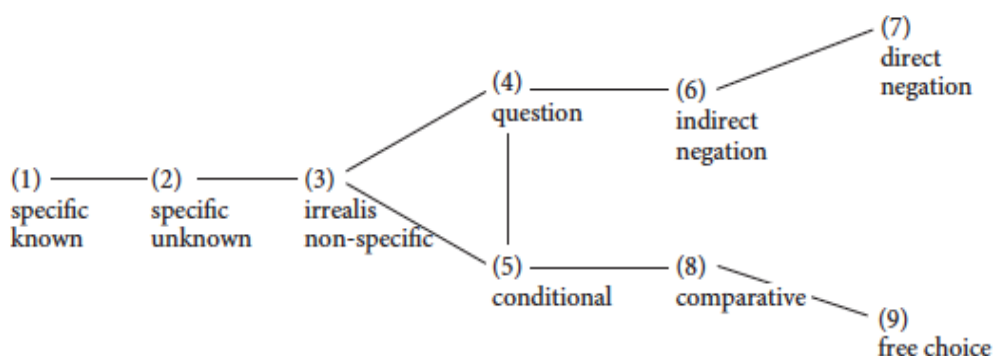 (7)
direct
negation
(4)
question
(6)
indirect
negation
(1)
specific
known
(2)
specific
unknown
(3)
irrealis
non-specific
(5)
conditional
(8)
comparative
(9)
free choice